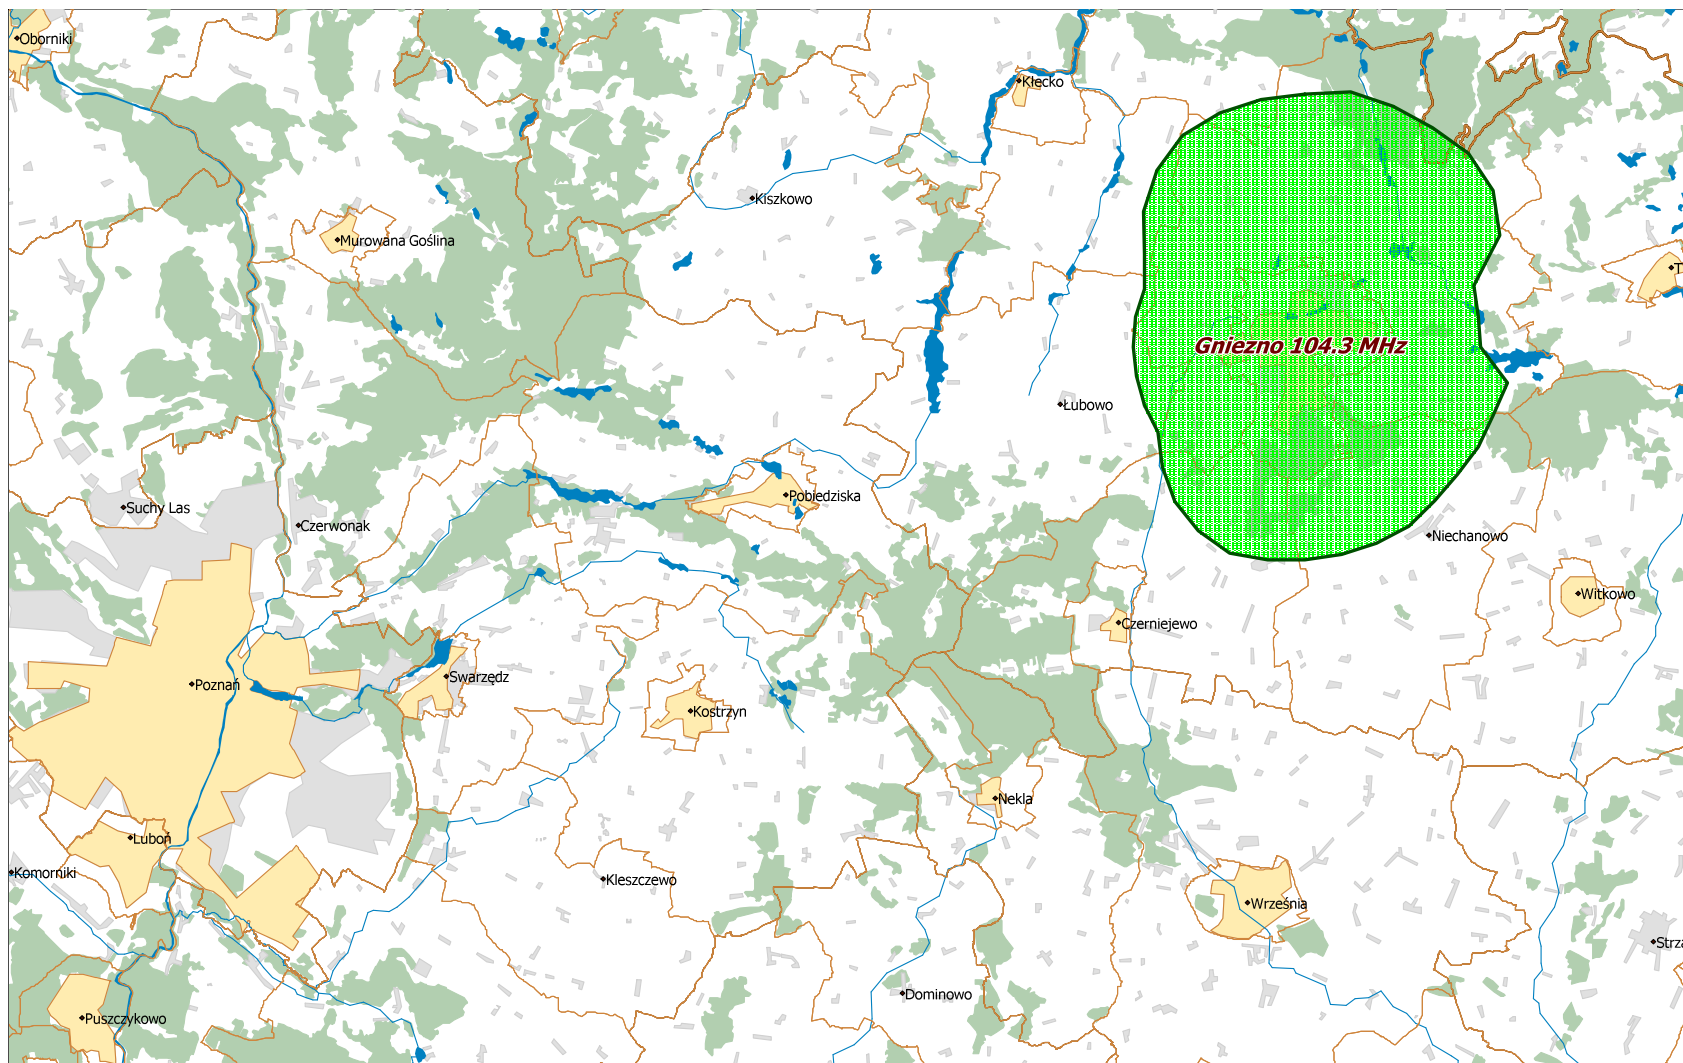 Oborniki
Kłecko
Kiszkowo
Murowana Goślina
T
Gniezno 104.3 MHz
Łubowo
Pobiedziska
Suchy Las
Czerwonak
Niechanowo
Witkowo
Czerniejewo
Swarzędz
Poznań
Kostrzyn
Nekla
Luboń
Komorniki
Kleszczewo
Września
Strza
Dominowo
Puszczykowo